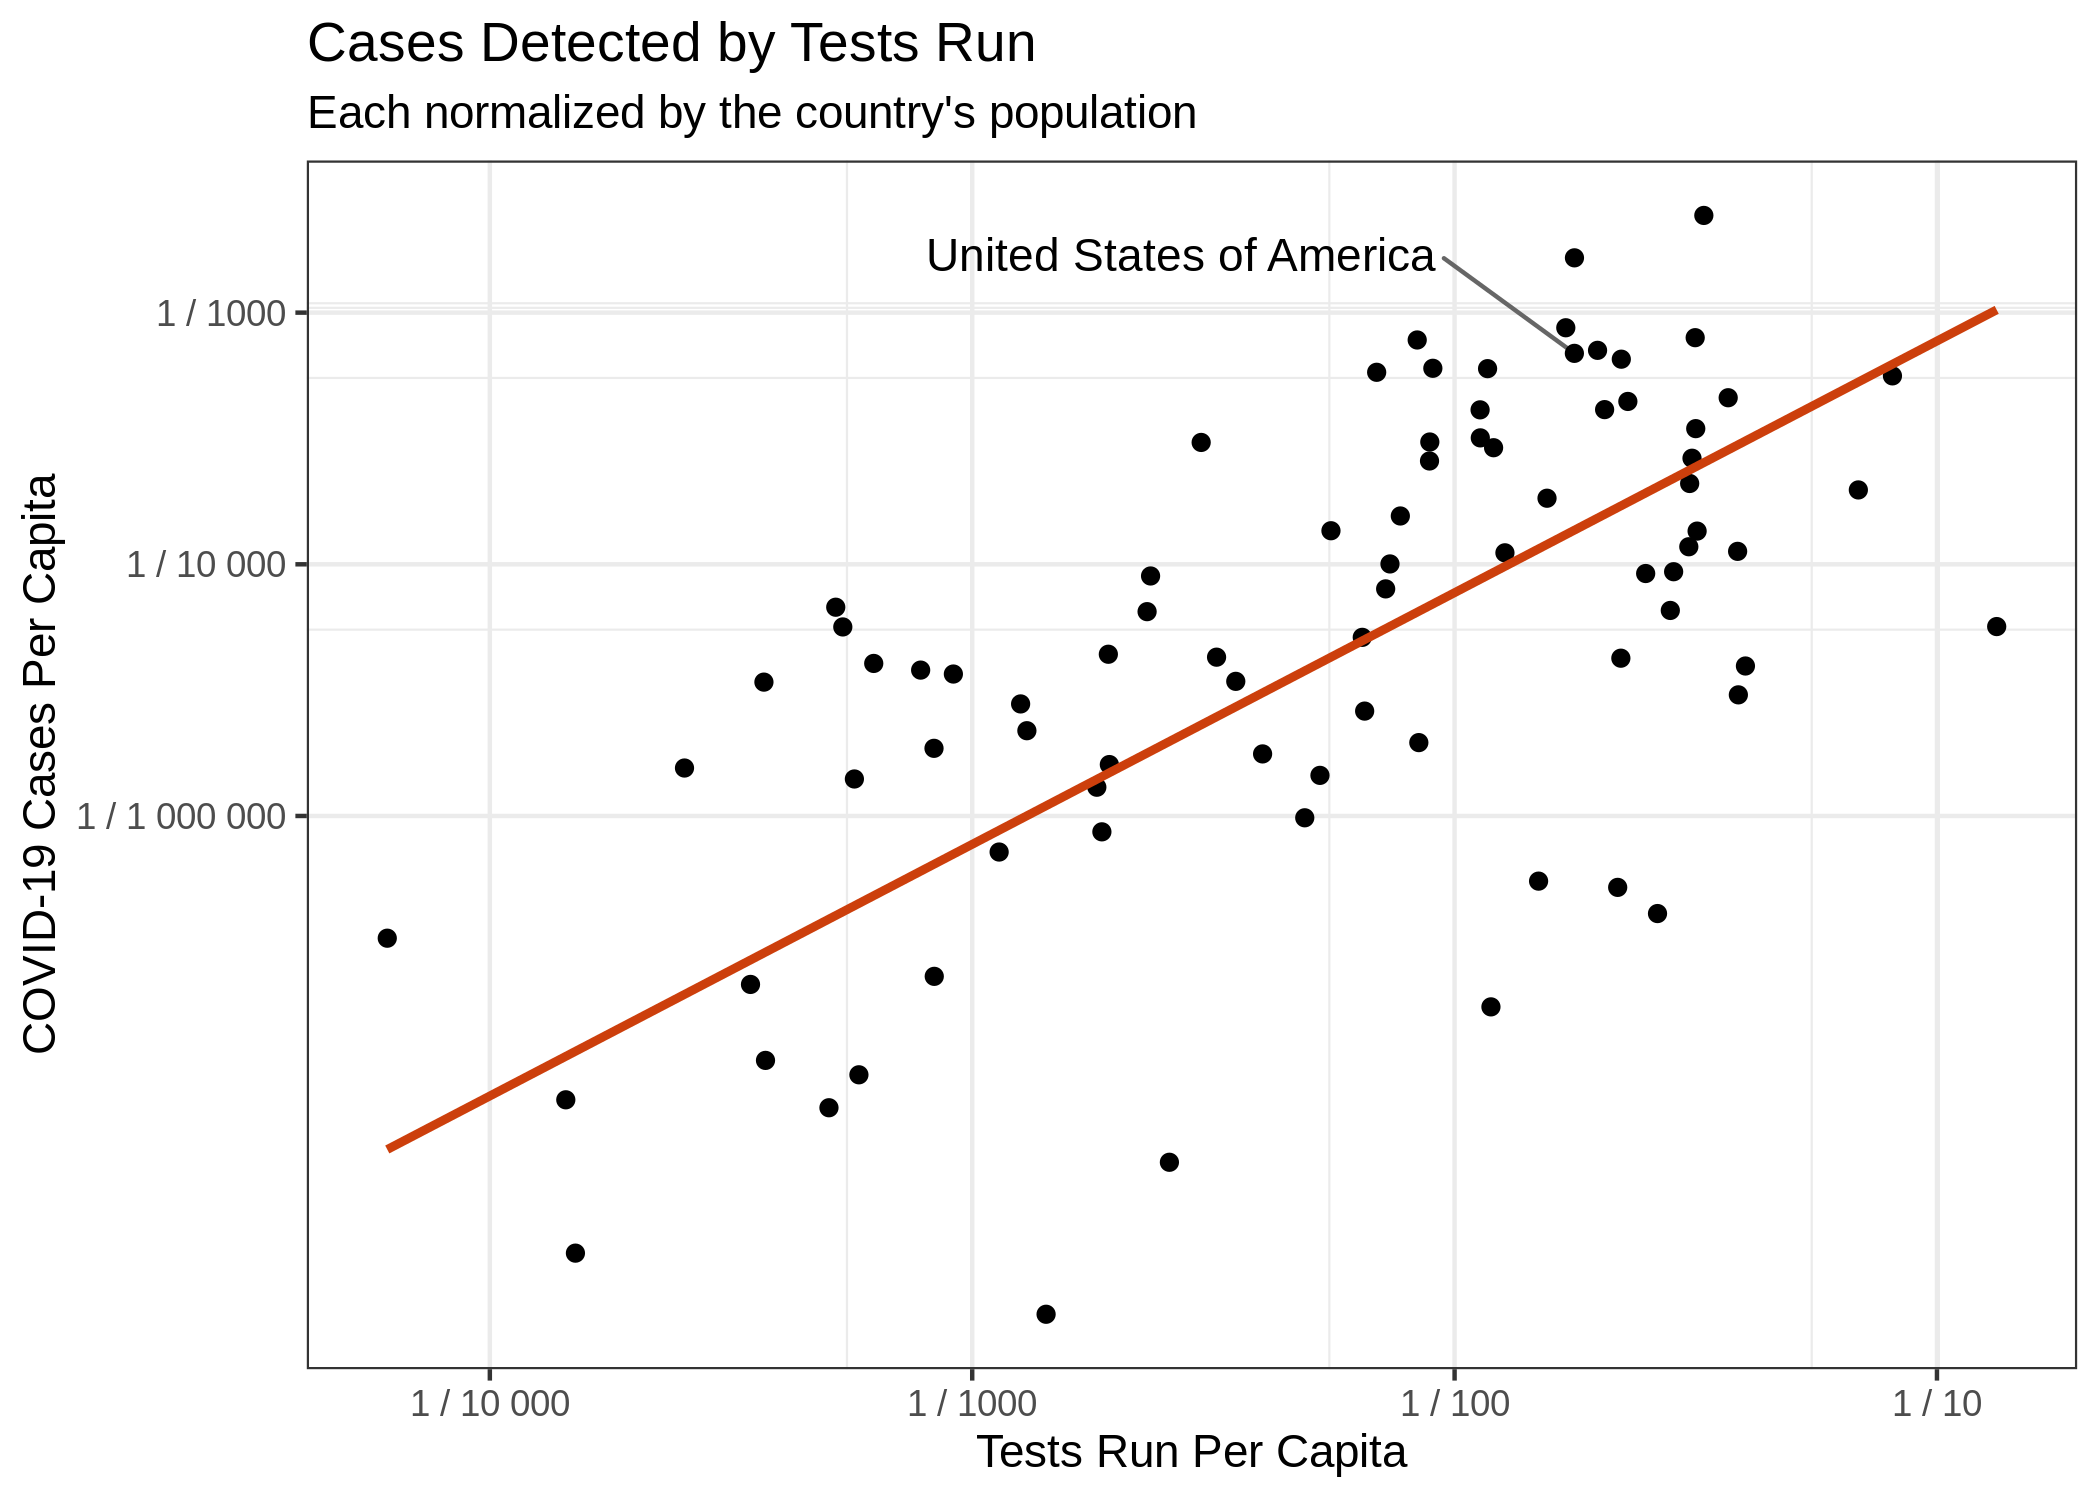 Cases Detected by Tests Run
Each normalized by the country's population
United States of America
1 / 1000
1 / 10 000
1 / 1 000 000
COVID-19 Cases Per Capita
1 / 10 000
1 / 1000
1 / 100
1 / 10
Tests Run Per Capita